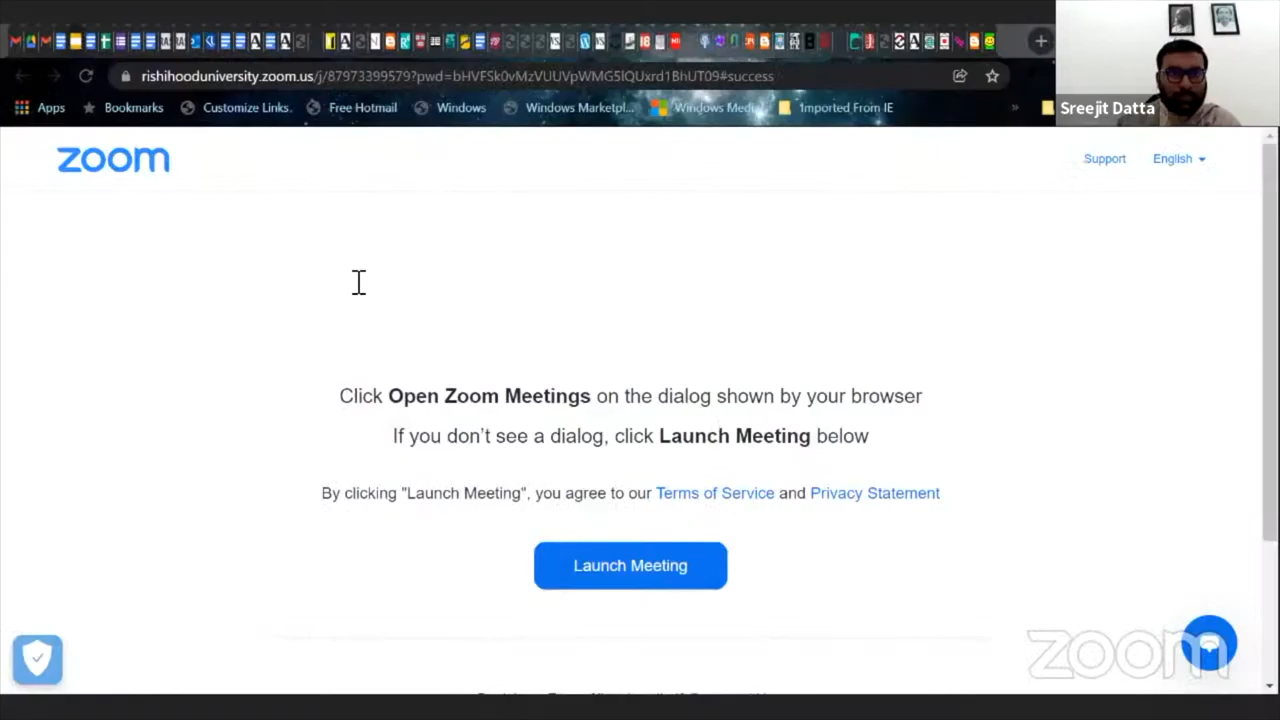 rishihooduniversity.zoom.us/j/87973399579?pwd=bHVFSk0vMzVUUVpWMG5lQUxrd1BhUT09#success
Apps Bookmarks Customize Links. Free Hotmail Windows Windows Marketpl... Windows Media Imported From IE »
Sreejit Datta
zoom Support English
Click Open Zoom Meetings on the dialog shown by your browser
If you don’t see a dialog, click Launch Meeting below
By clicking "Launch Meeting", you agree to our Terms of Service and Privacy Statement
Launch Meeting
zoom